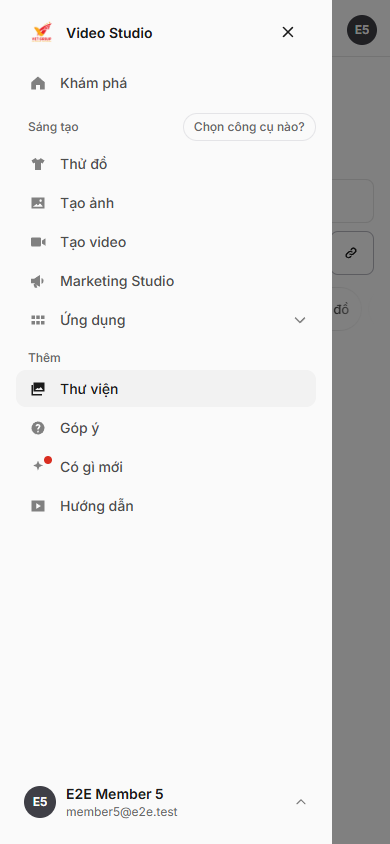 Video Studio
E5
Khám phá
Sáng tạo
Chọn công cụ nào?
Thử đồ
Tạo ảnh
Tạo video
Marketing Studio
Ứng dụng
đồ
Thêm
Thư viện
Góp ý
Có gì mới
Hướng dẫn
E5
E2E Member 5
member5@e2e.test